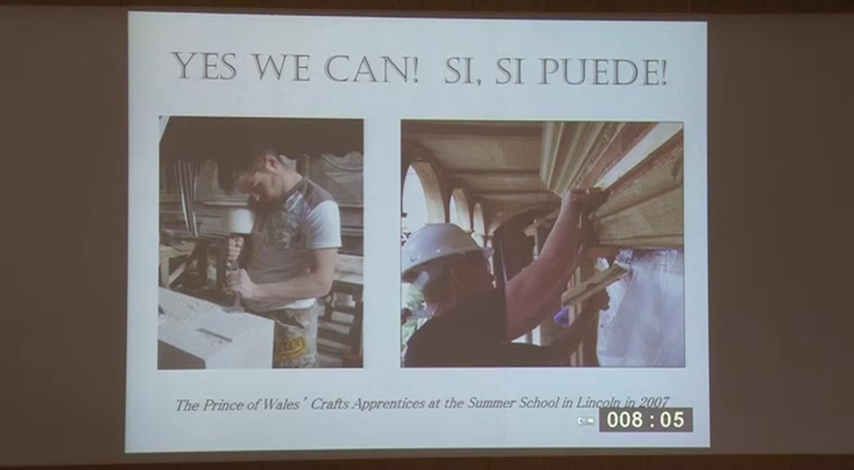 YES WE CAN! SI, SI PUEDE!
The Prince of Wales' Crafts Apprentices at the Summer School in Lincoln in 2007
008 : 05